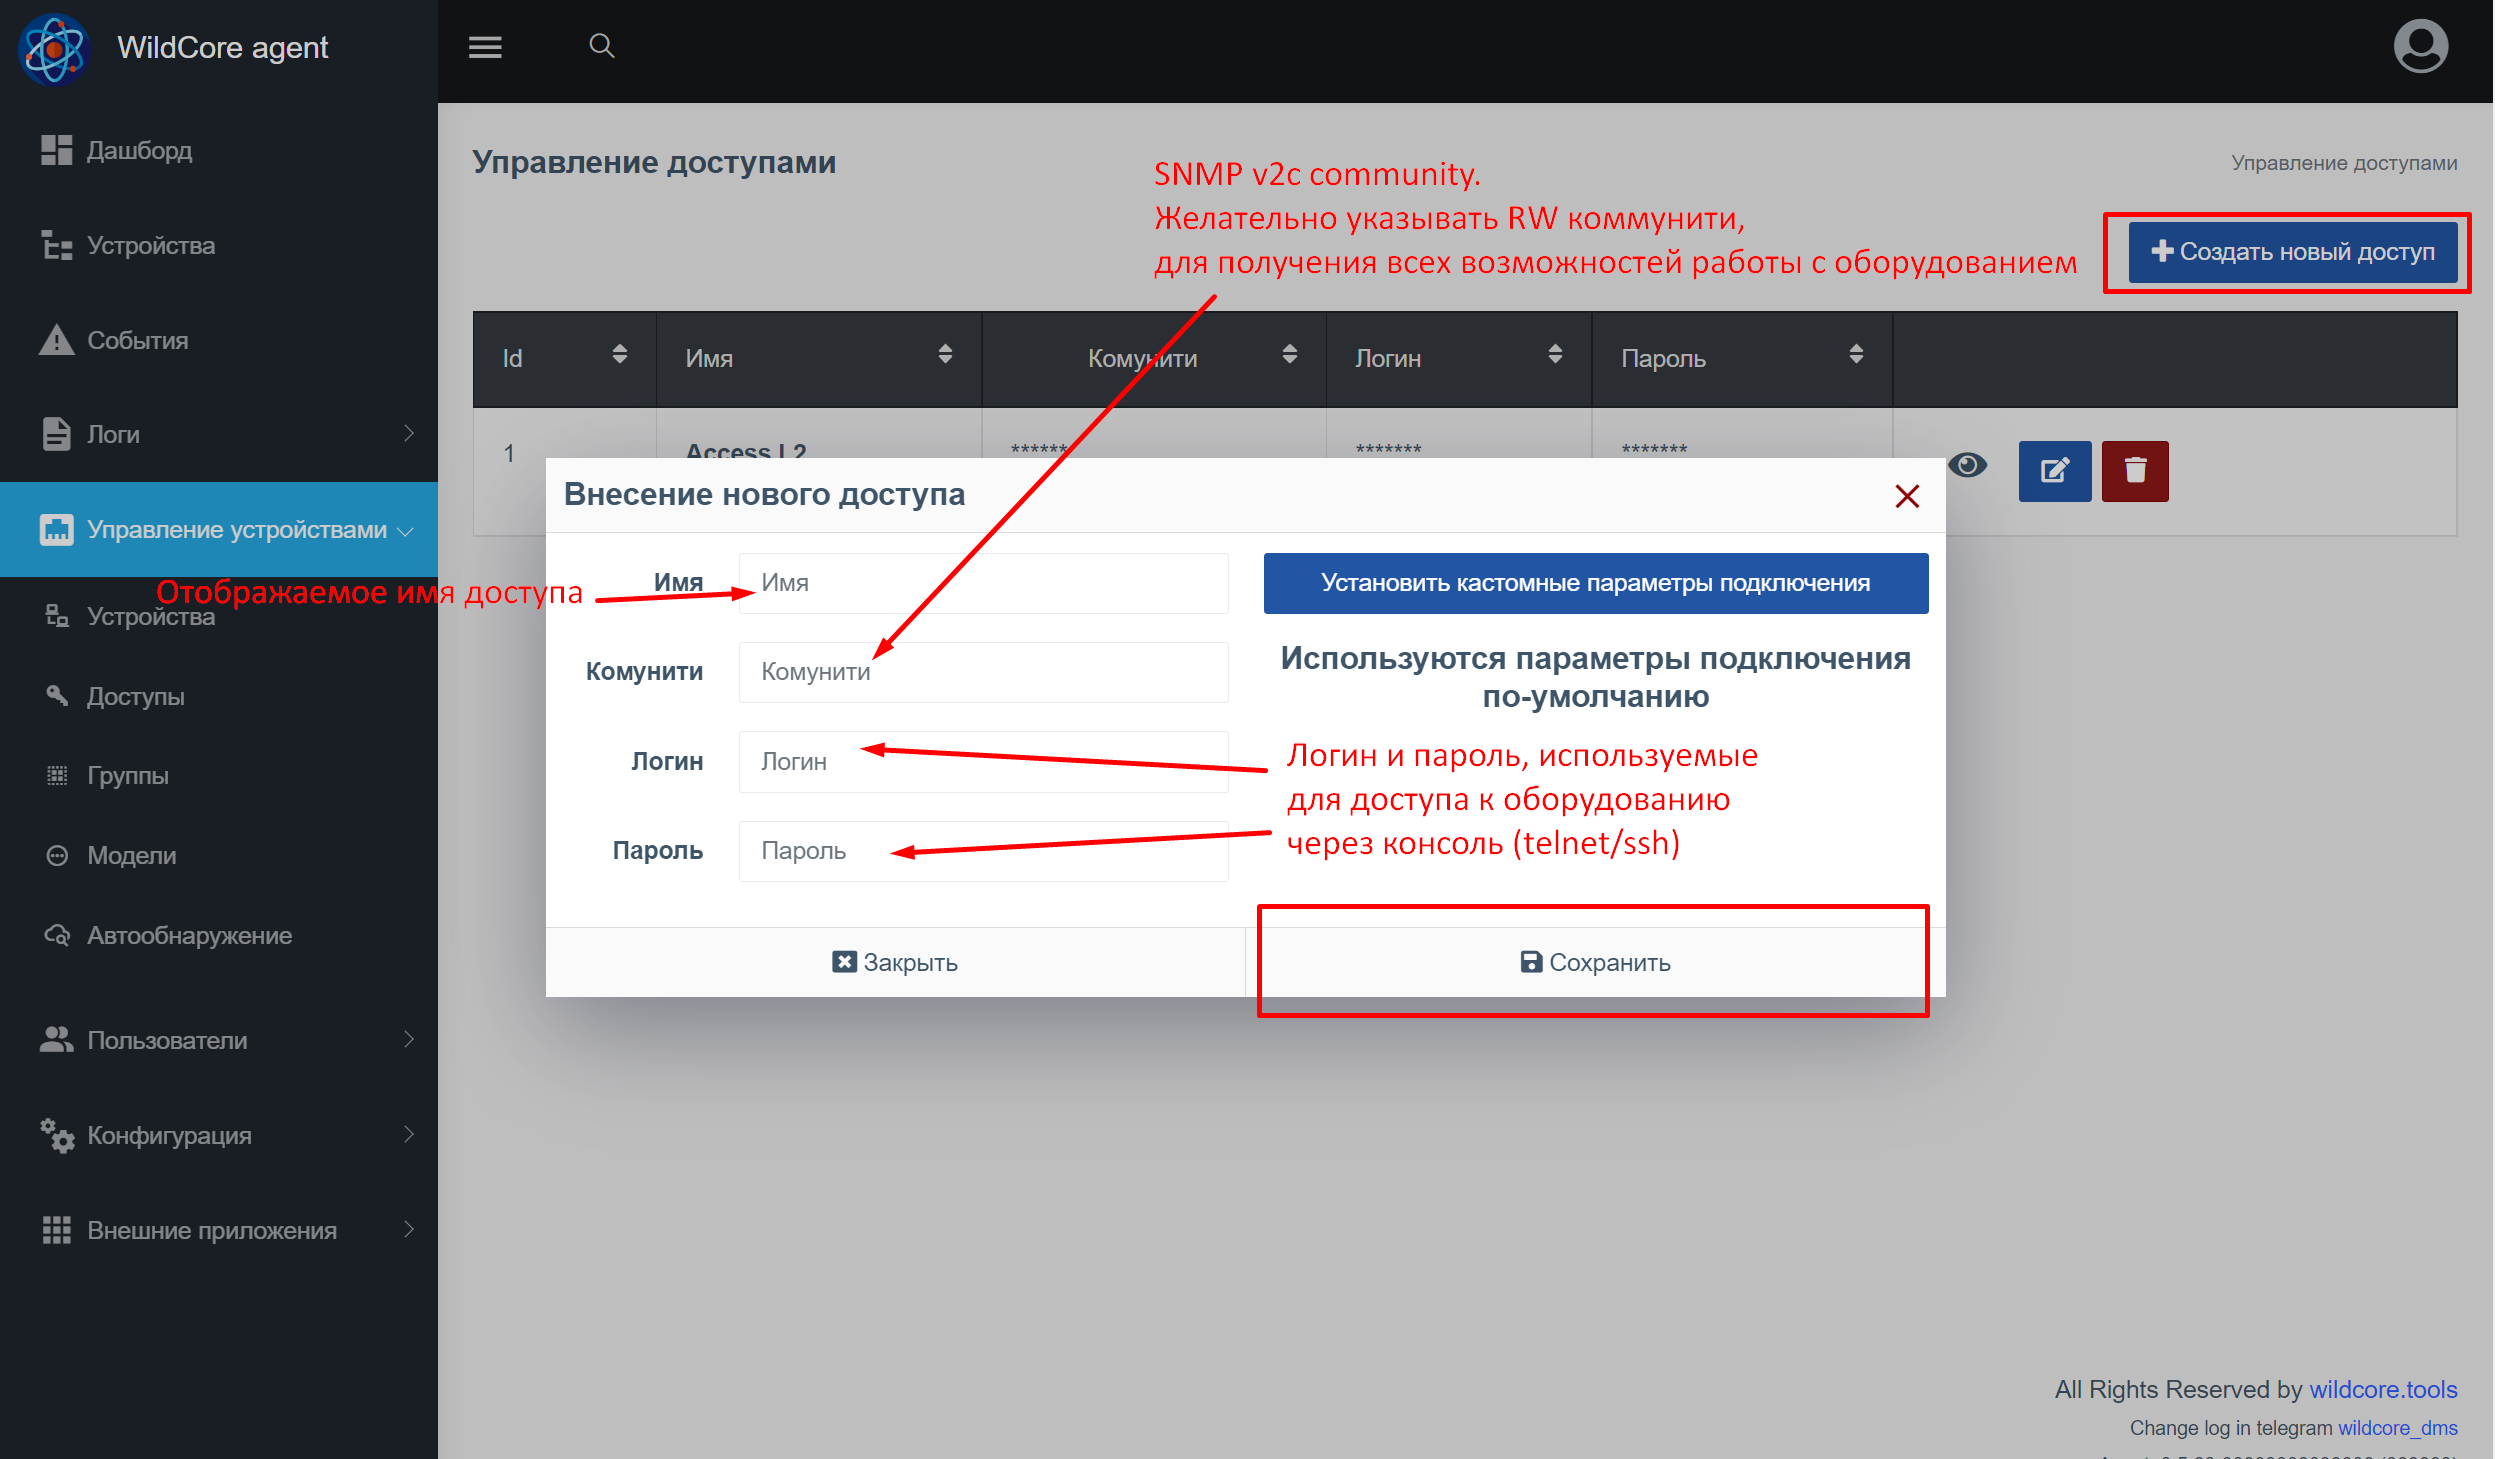 WildCore agent
Дашборд
Устройства
События
Логи
Управление устройствами
Устройства
Доступы
Группы
Модели
Автообнаружение
Пользователи
Конфигурация
Внешние приложения
Управление доступами
Управление доступами
SNMP v2c community.
Желательно указывать RW коммунити,
для получения всех возможностей работы с оборудованием
Создать новый доступ
Id Имя Комунити Логин Пароль
1 Access L2 ****** ******* *******
Внесение нового доступа
Отображаемое имя доступа
Имя Имя
Установить кастомные параметры подключения
Комунити Комунити
Используются параметры подключения
по-умолчанию
Логин Логин
Логин и пароль, используемые
для доступа к оборудованию
через консоль (telnet/ssh)
Пароль Пароль
Закрыть
Сохранить
All Rights Reserved by wildcore.tools
Change log in telegram wildcore_dms